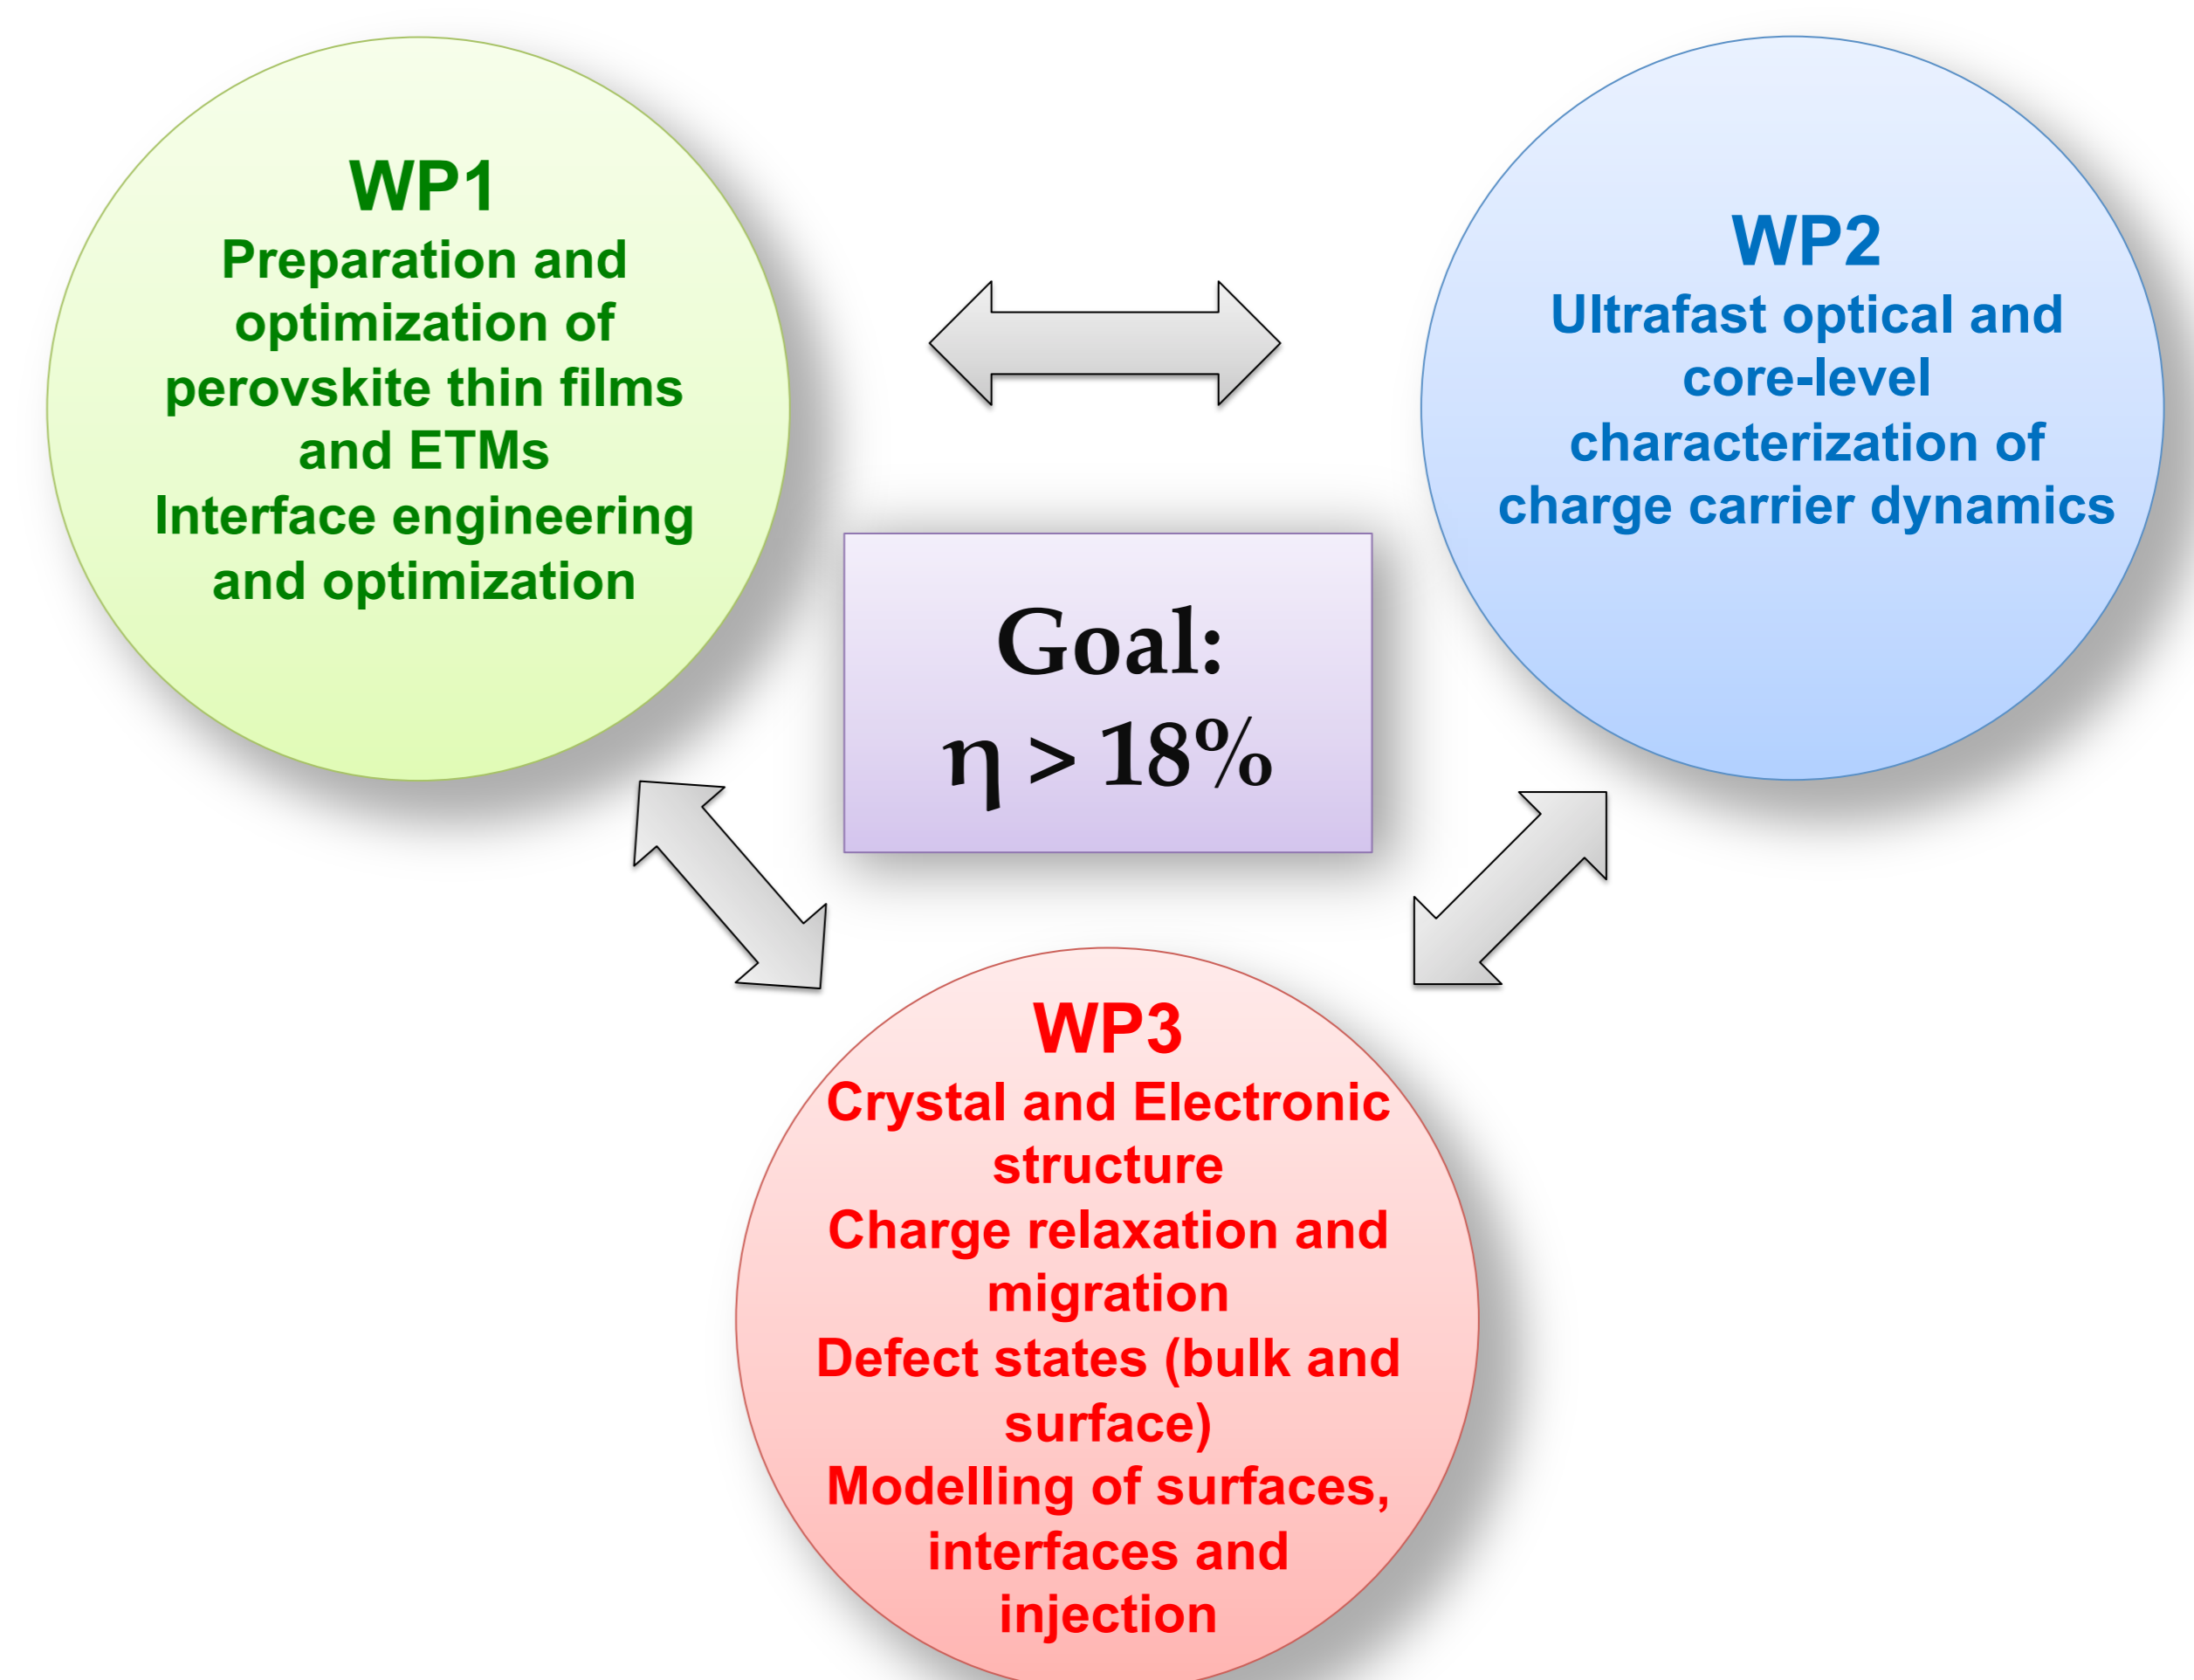 WP1
Preparation and
optimization of
perovskite thin films
and ETMs
Interface engineering
and optimization
WP2
Ultrafast optical and
core-level
characterization of
charge carrier dynamics
Goal:
η > 18%
WP3
Crystal and Electronic
structure
Charge relaxation and
migration
Defect states (bulk and
surface)
Modelling of surfaces,
interfaces and
injection